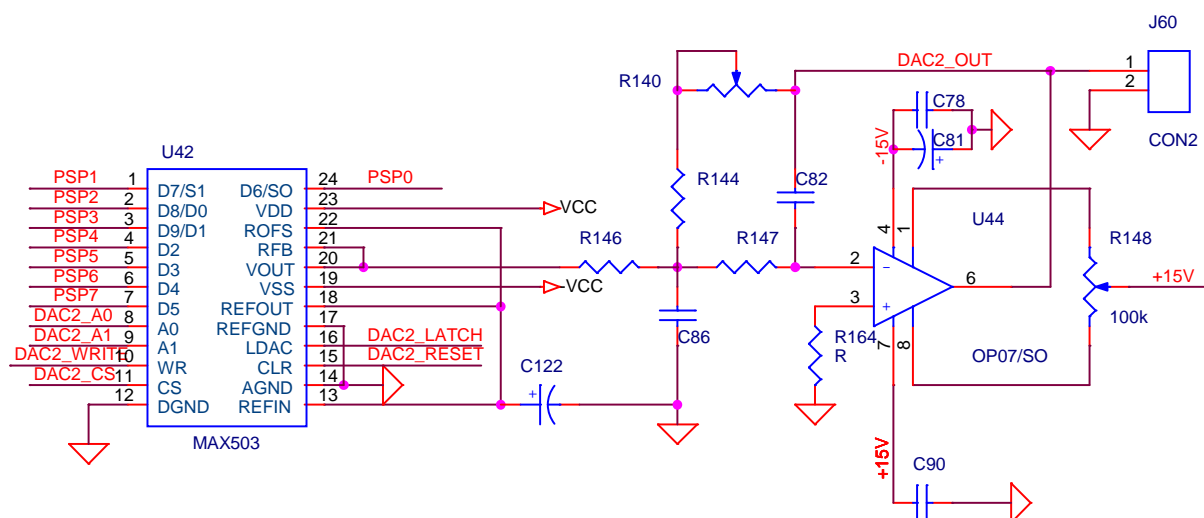 J60
DAC2_OUT
1
2
CON2
R140
C78
C81
-15V
U42
PSP1 1 D7/S1 D6/SO 24 PSP0
PSP2 2 D8/D0 VDD 23 VCC
PSP3 3 D9/D1 ROFS 22
PSP4 4 D2 RFB 21
PSP5 5 D3 VOUT 20
PSP6 6 D4 VSS 19 VCC
PSP7 7 D5 REFOUT 18
DAC2_A0 8 A0 REFGND 17
DAC2_A1 9 A1 LDAC 16 DAC2_LATCH
DAC2_WRITE 10 WR CLR 15 DAC2_RESET
DAC2_CS 11 CS AGND 14
12 DGND REFIN 13
MAX503
R144
C82
R146
R147
C86
C122
+
4
1
U44
2
-
3
+
6
7
8
R164
R
OP07/SO
R148
+15V
100k
+15V
C90
+